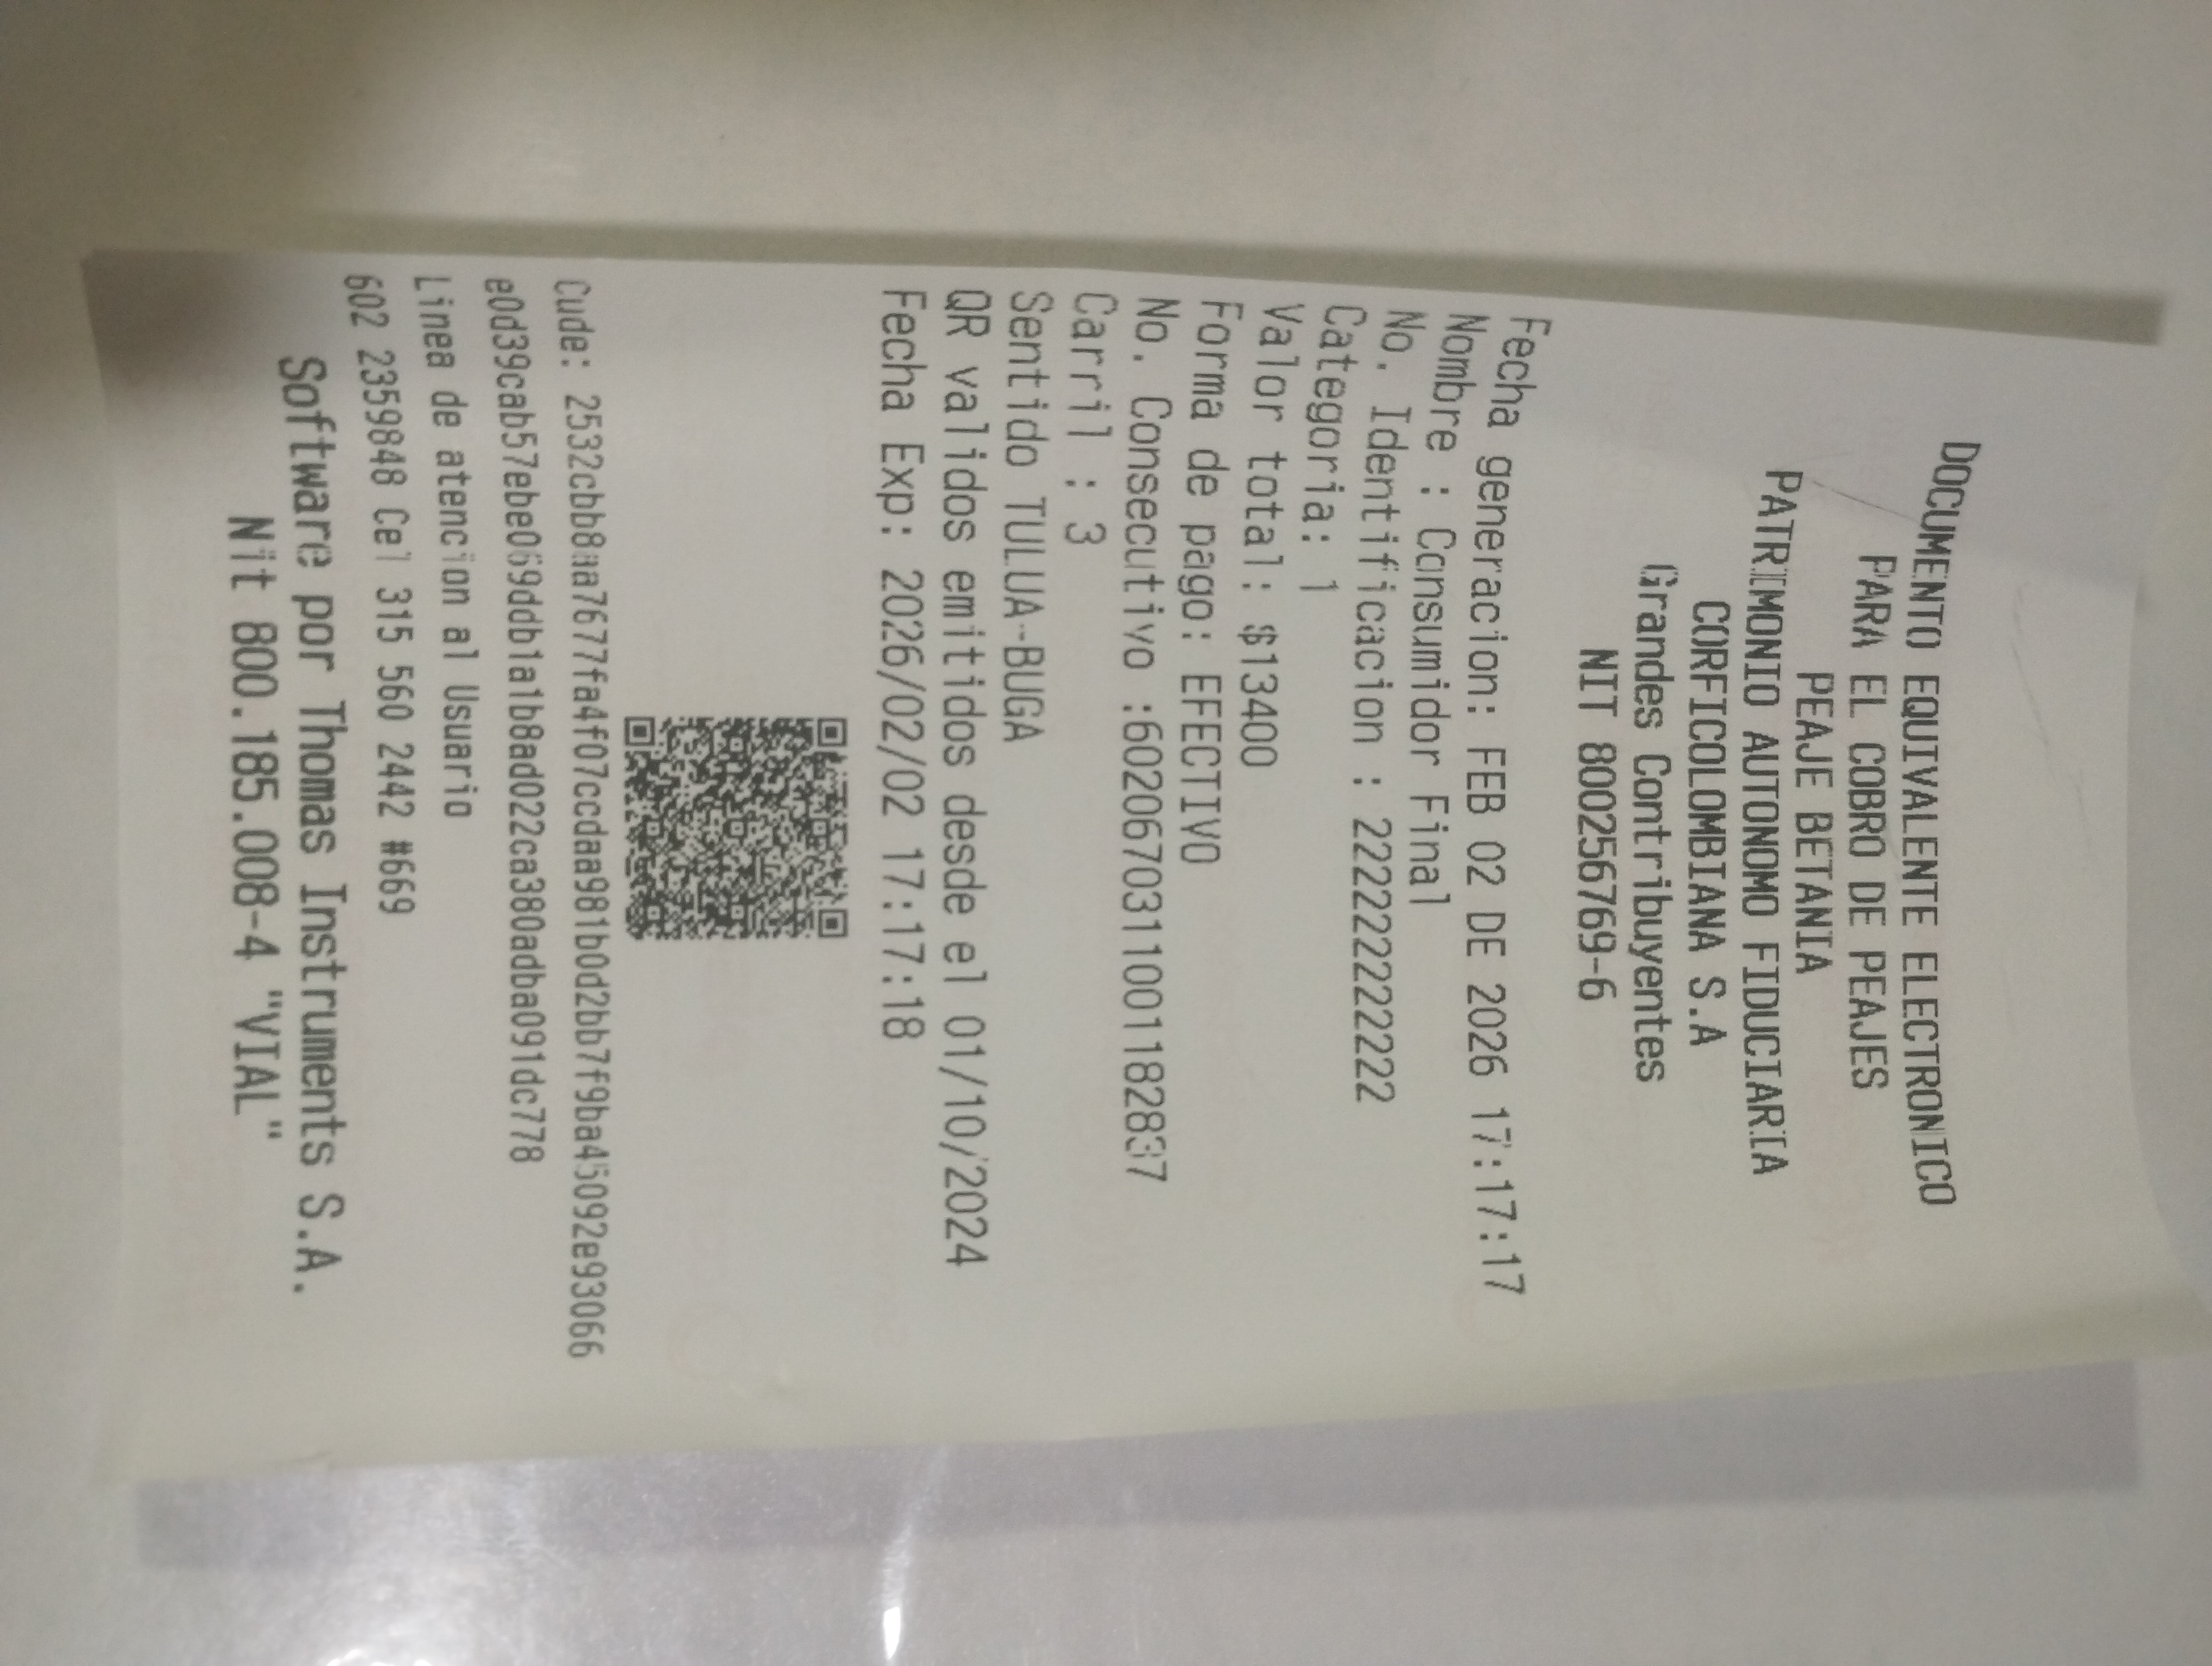 DOCUMENTO EQUIVALENTE ELECTRONICO
PARA EL COBRO DE PEAJES
PEAJE BETANIA
PATRIMONIO AUTONOMO FIDUCIARIA
CORFICOLOMBIANA S.A
Grandes Contribuyentes
NIT 800256769-6
Fecha generacion: FEB 02 DE 2026 17:17:17
Nombre : Consumidor Final
No. Identificacion : 222222222222
Categoria: 1
Valor total: $13400
Forma de pago: EFECTIVO
No. Consecutivo :6020670311001182837
Carril : 3
Sentido TULUA-BUGA
QR validos emitidos desde el 01/10/2024
Fecha Exp: 2026/02/02 17:17:18
Cude: 2532cbb8aa7677fa4f07ccdaa981b0d2bb7f9ba45092e93066
e0d39cab57ebe069ddb1a1b8ad022ca380adba091dc778
Linea de atencion al Usuario
602 2359848 Cel 315 560 2442 #669
Software por Thomas Instruments S.A.
Nit 800.185.008-4 "VIAL"